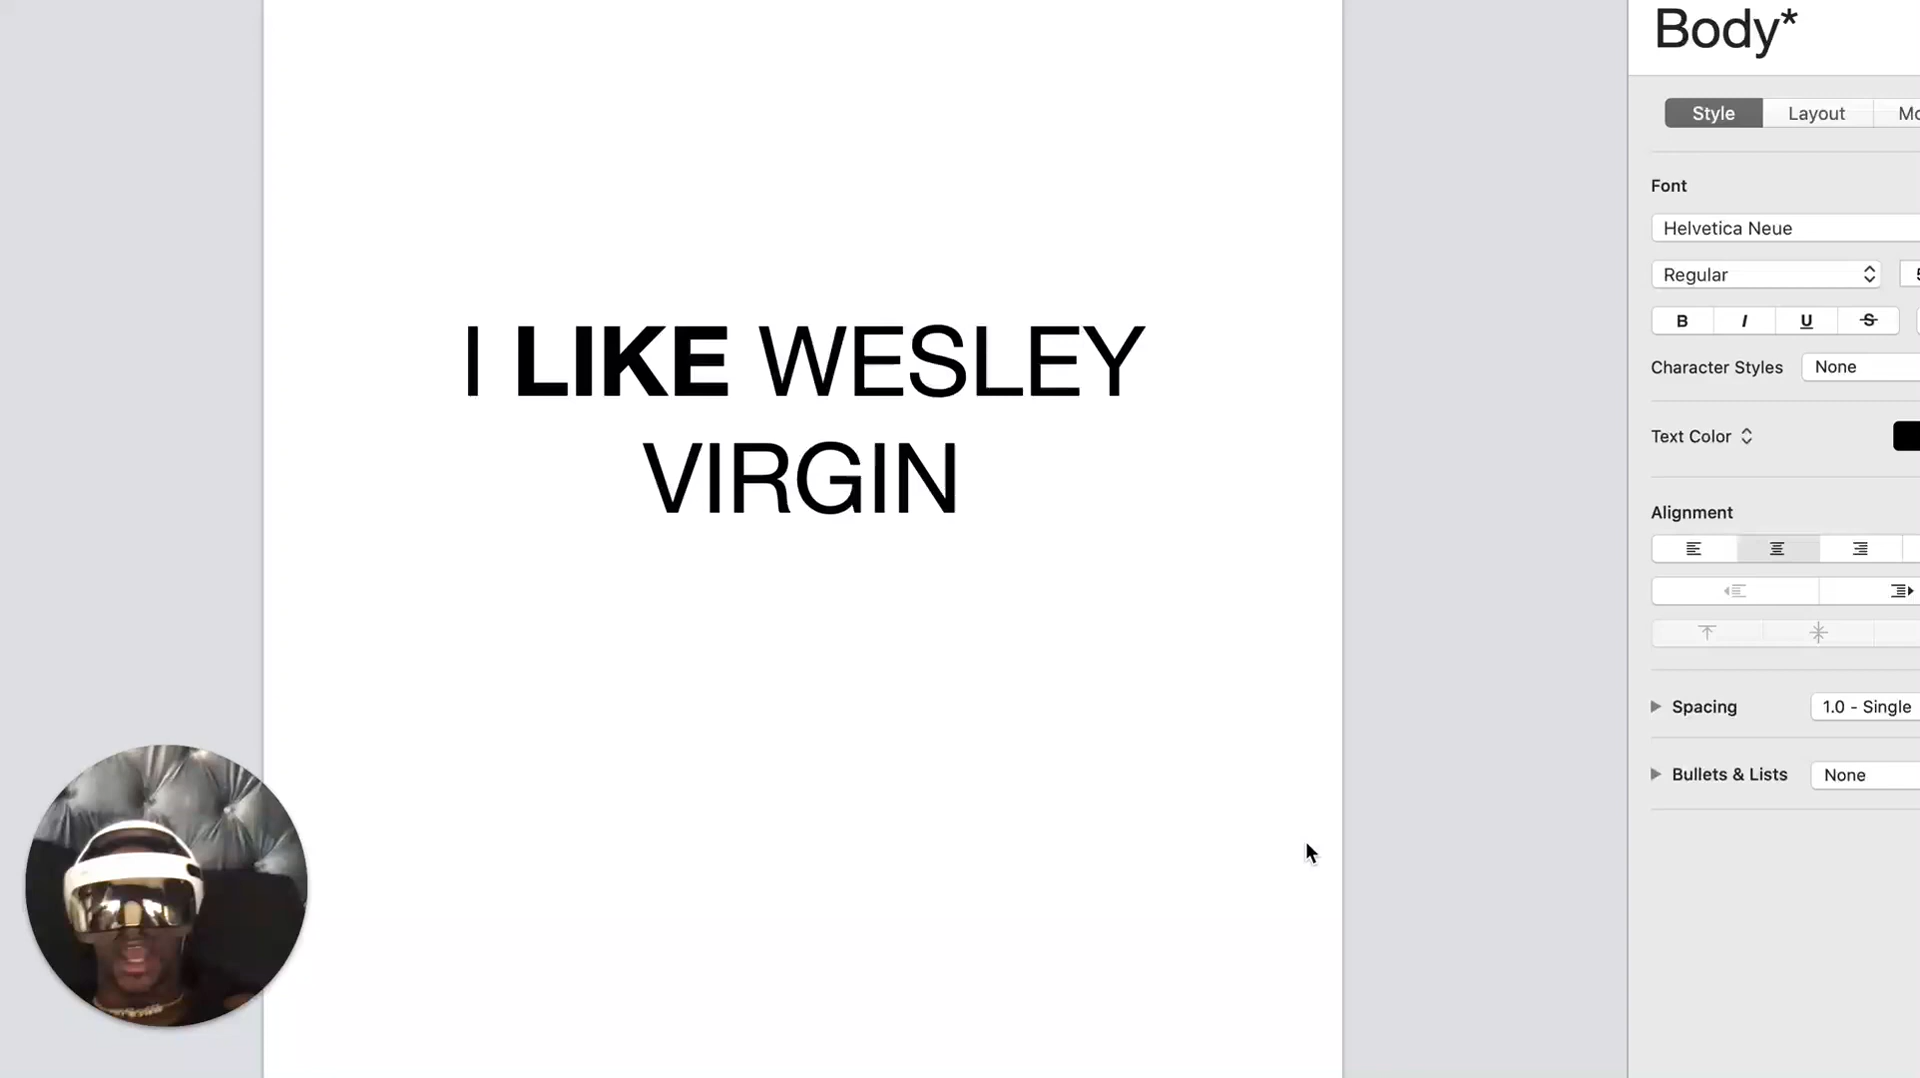 Body*
Style Layout
Font
Helvetica Neue
Regular
B I U S
Character Styles None
I LIKE WESLEY
VIRGIN
Text Color
Alignment
Spacing 1.0 - Single
Bullets & Lists None